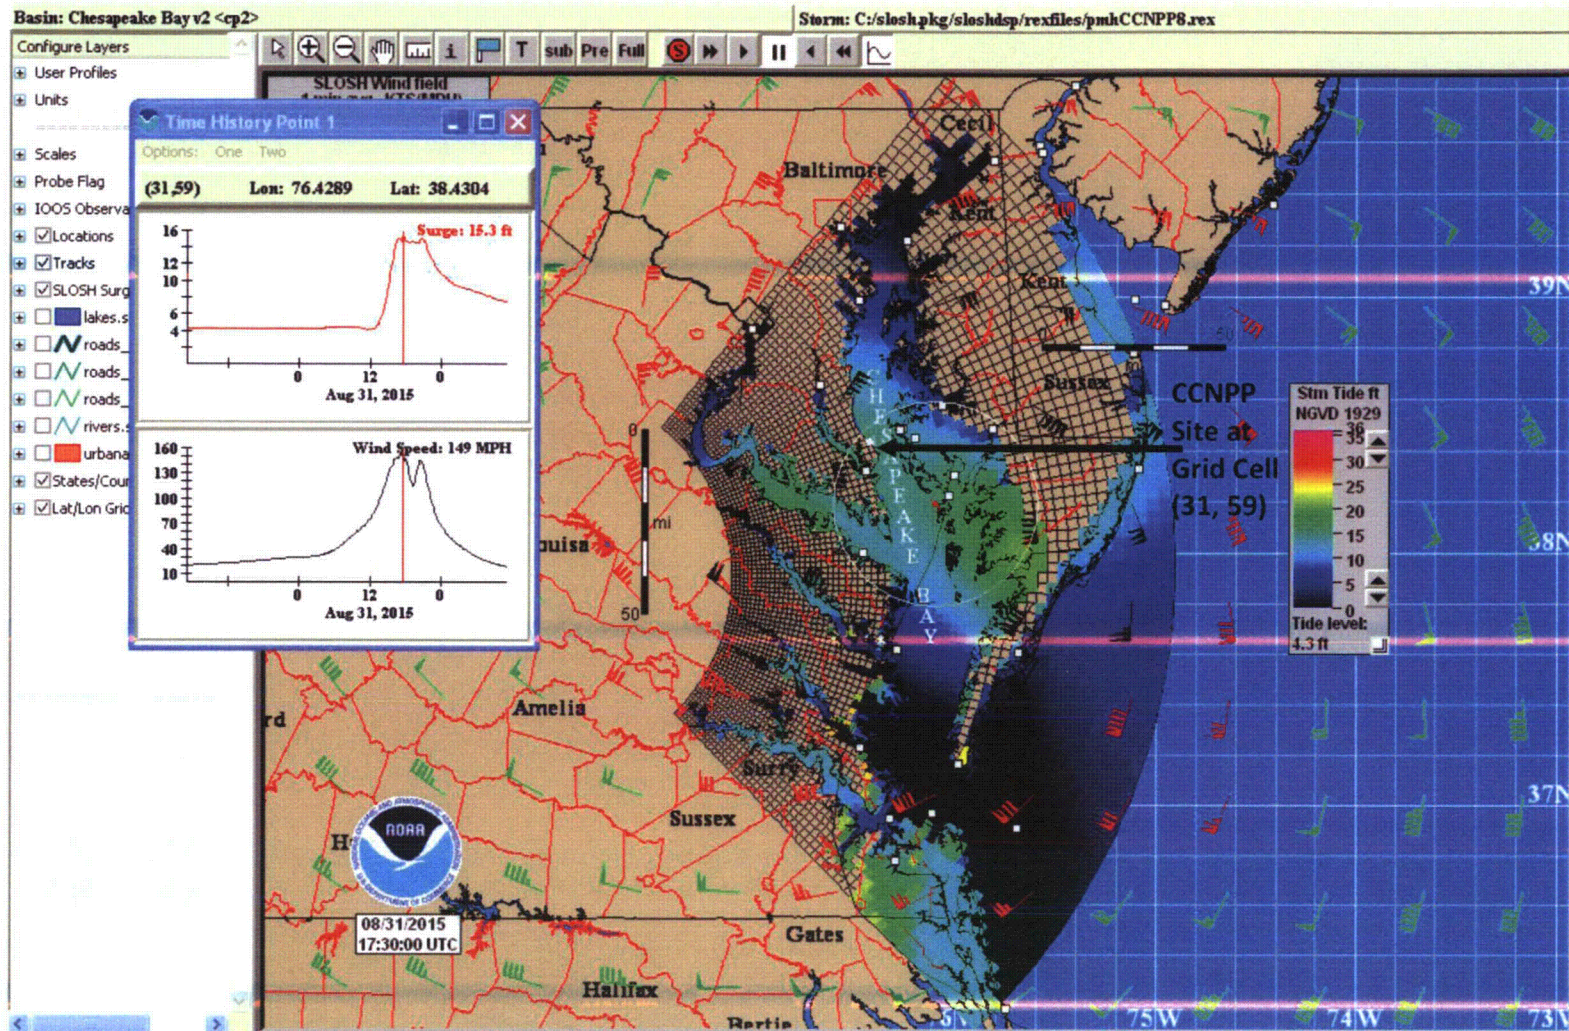 Basin: Chesapeake Bay v2 <cp2>
Storm: C:/slosh.pkg/sloshdsp/rexfiles/pmhCCNPP8.rex
Configure Layers
i
T
sub
Pre
Full
S
User Profiles
Units
Scales
Probe Flag
IOOS Observa
Locations
Tracks
SLOSH Surg
lakes.s
roads_
roads_
roads_
rivers.s
urbana
States/Cour
Lat/Lon Grid
SLOSH Wind field
Time History Point 1
Options: One Two
(31,59) Lon: 76.4289 Lat: 38.4304
Surge: 15.3 ft
16
12
10
6
4
0 12 0
Aug 31, 2015
Wind Speed: 149 MPH
160
130
100
70
40
10
0 12 0
Aug 31, 2015
Cecil
Baltimore
Kent
Kent
Sussex
CHESAPEAKE
BAY
39N
38N
37N
CCNPP
Site at
Grid Cell
(31, 59)
Stm Tide ft
NGVD 1929
36
35
30
25
20
15
10
5
0
Tide level:
4.3 ft
0
mi
50
ouisa
rd
Amelia
Surry
Sussex
NOAA
08/31/2015
17:30:00 UTC
Gates
Halifax
Bertie
6W
75W
74W
73W